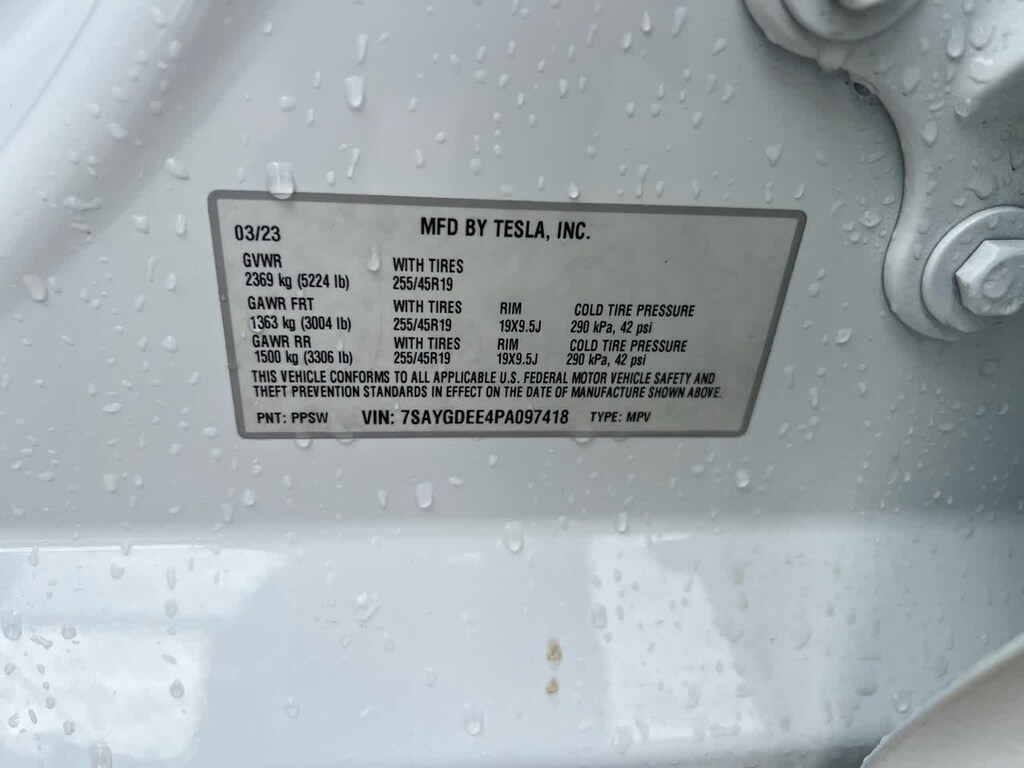 03/23 MFD BY TESLA, INC.
GVWR
2369 kg (5224 lb) WITH TIRES 255/45R19
GAWR FRT WITH TIRES RIM COLD TIRE PRESSURE
1363 kg (3004 lb) 255/45R19 19X9.5J 290 kPa, 42 psi
GAWR RR WITH TIRES RIM COLD TIRE PRESSURE
1500 kg (3306 lb) 255/45R19 19X9.5J 290 kPa, 42 psi
THIS VEHICLE CONFORMS TO ALL APPLICABLE U.S. FEDERAL MOTOR VEHICLE SAFETY AND
THEFT PREVENTION STANDARDS IN EFFECT ON THE DATE OF MANUFACTURE SHOWN ABOVE.
PNT: PPSW VIN: 7SAYGDEE4PA097418 TYPE: MPV